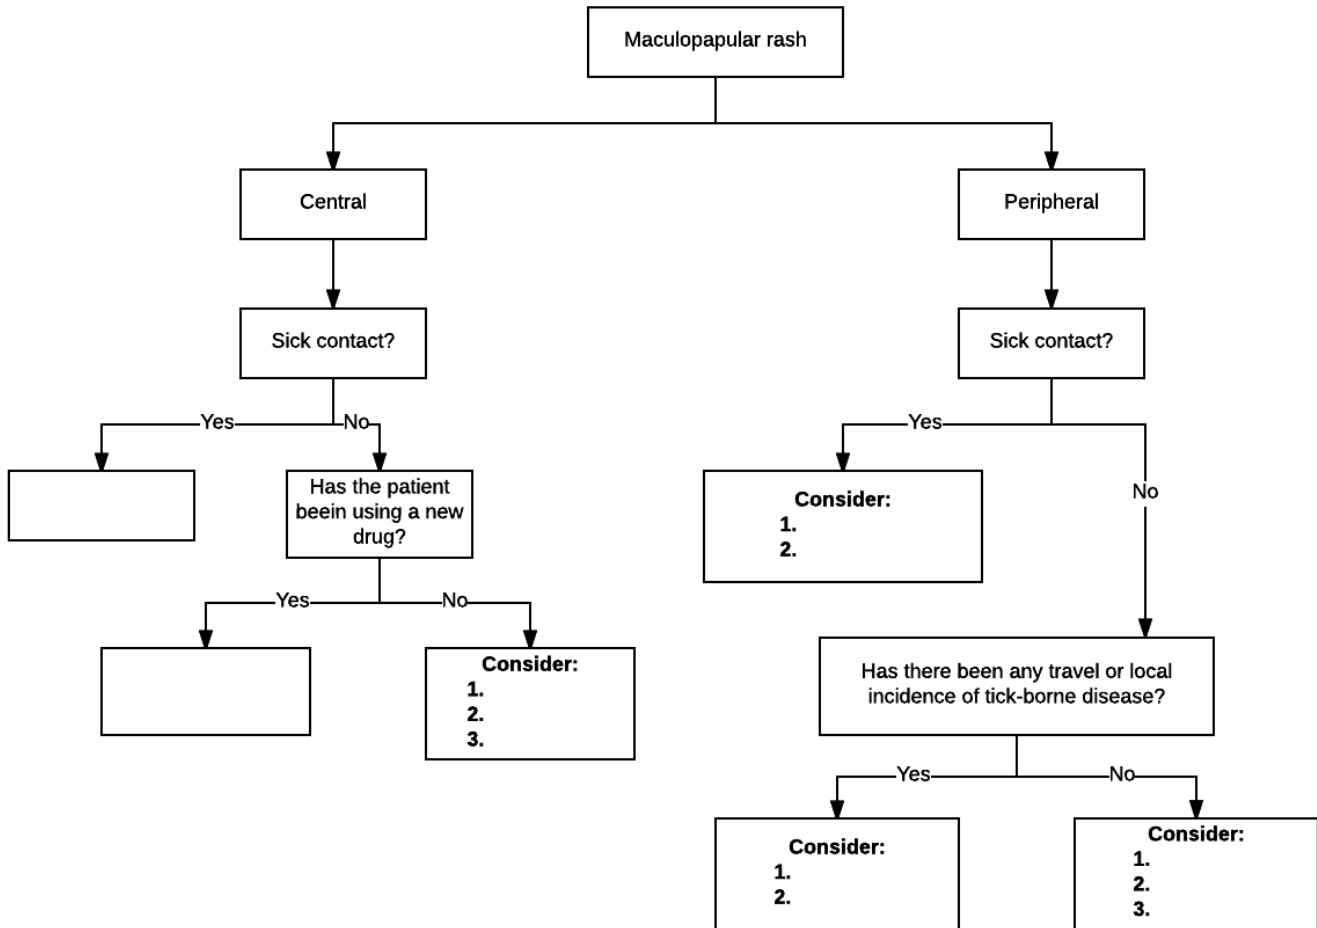 Maculopapular rash
Central
Peripheral
Sick contact?
Sick contact?
Yes
No
Yes
No
Has the patient
beein using a new
drug?
Consider:
1.
2.
Yes
No
Consider:
1.
2.
3.
Has there been any travel or local
incidence of tick-borne disease?
Yes
No
Consider:
1.
2.
Consider:
1.
2.
3.